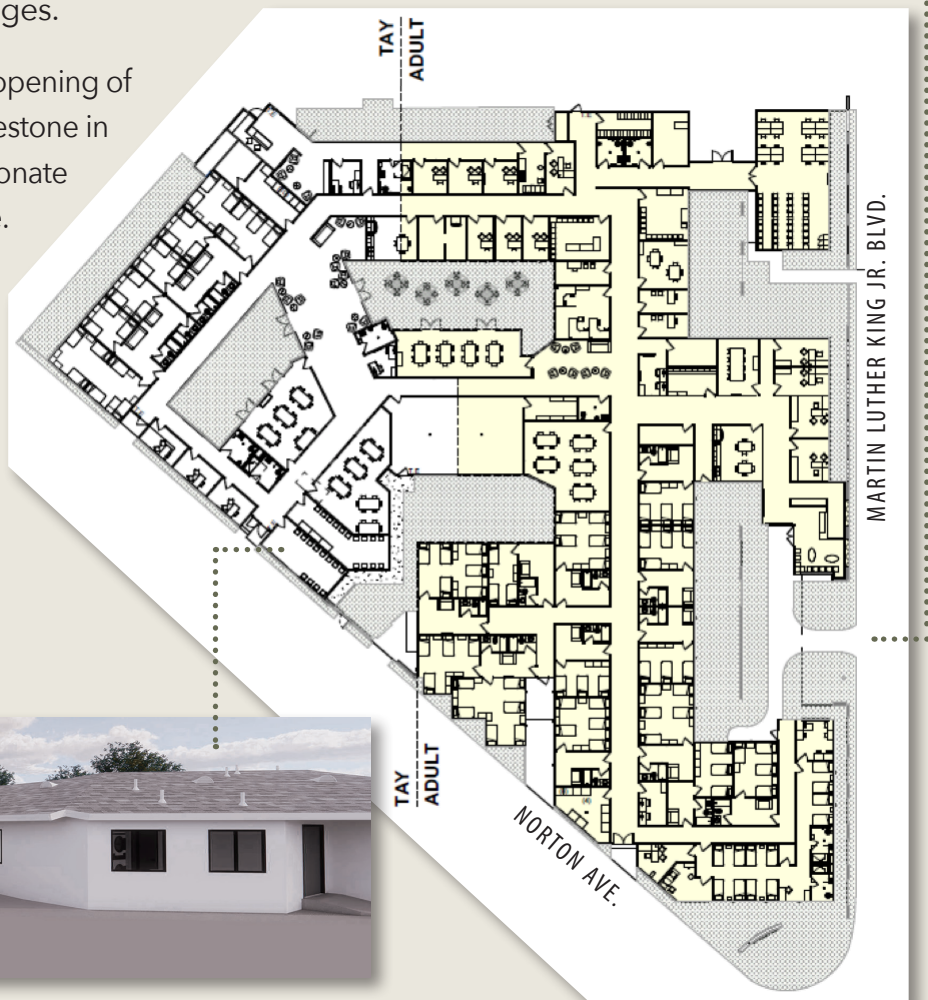 ges.
opening of
estone in
onate
e.
TAY
ADULT
MARTIN LUTHER KING JR. BLVD.
TAY
ADULT
NORTON AVE.